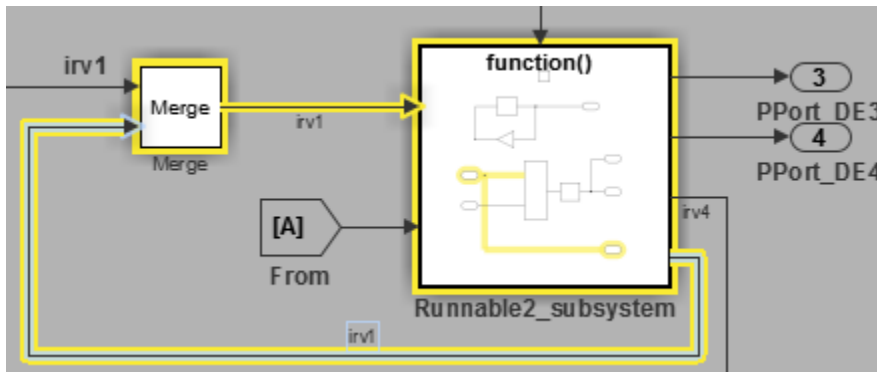 irv1
function()
Merge
irv1
3
PPort_DE3
4
PPort_DE4
Merge
[A]
irv4
From
Runnable2_subsystem
irv1